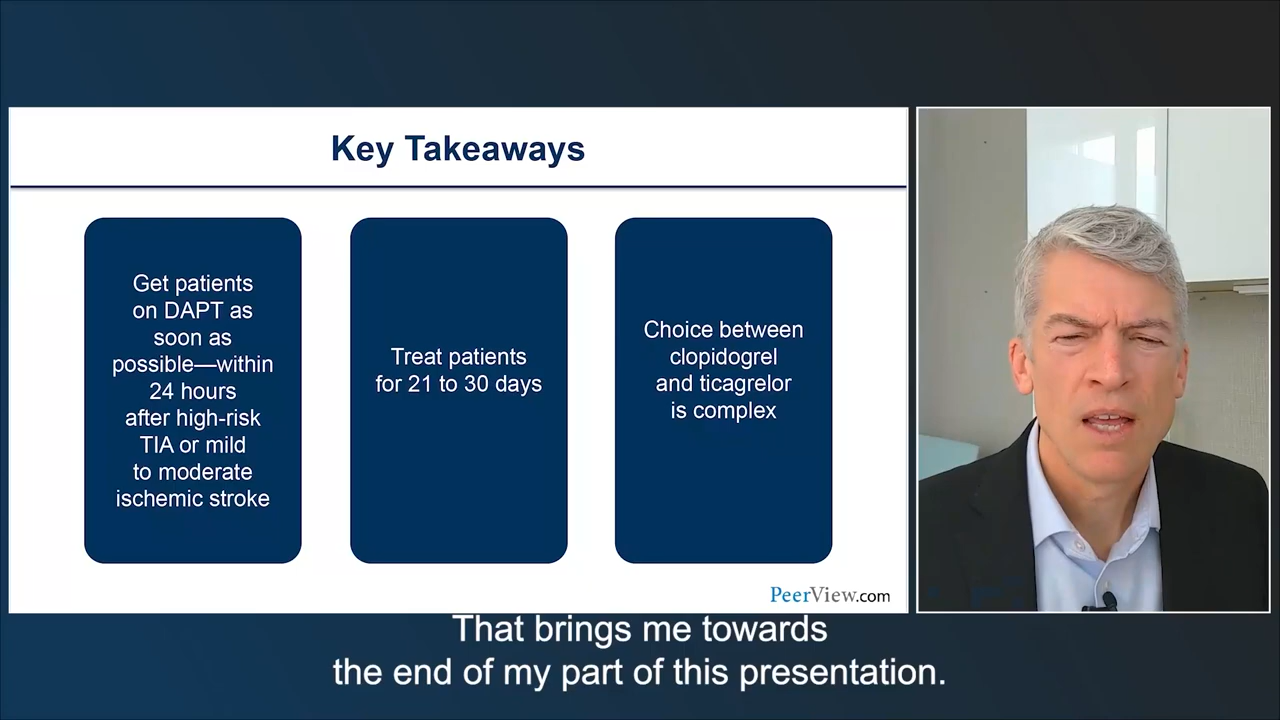 Key Takeaways
Get patients
on DAPT as
soon as
possible—within
24 hours
after high-risk
TIA or mild
to moderate
ischemic stroke
Treat patients
for 21 to 30 days
Choice between
clopidogrel
and ticagrelor
is complex
PeerView.com
That brings me towards
the end of my part of this presentation.